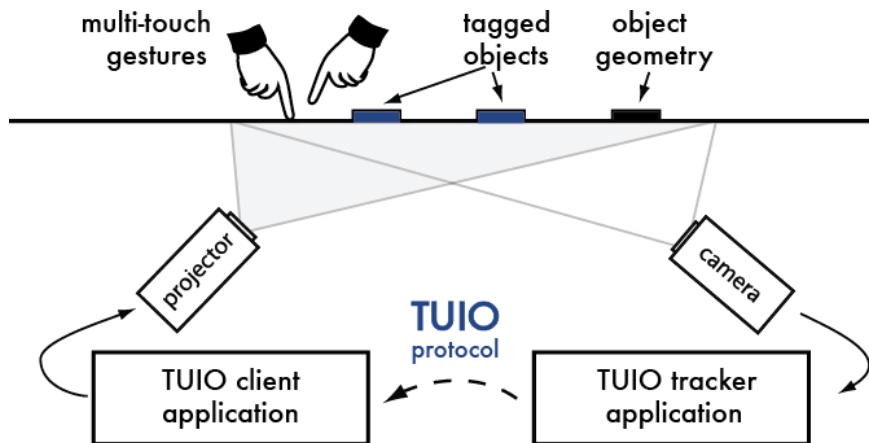 multi-touch
gestures
tagged
objects
object
geometry
projector
camera
TUIO
protocol
TUIO client
application
TUIO tracker
application